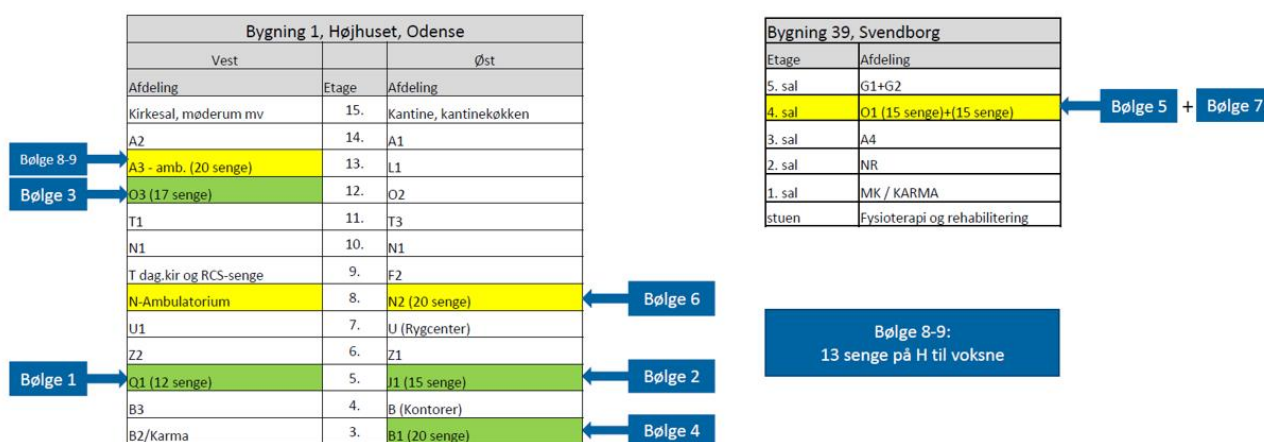 Bygning 1, Højhuset, Odense
Vest Øst
Afdeling Etage Afdeling
Kirkesal, møderum mv 15. Kantine, kantinekøkken
A2 14. A1
Bølge 8-9 A3 - amb. (20 senge) 13. L1
Bølge 3 O3 (17 senge) 12. O2
T1 11. T3
N1 10. N1
T dag.kir og RCS-senge 9. F2
N-Ambulatorium 8. N2 (20 senge) Bølge 6
U1 7. U (Rygcenter)
Z2 6. Z1
Bølge 1 Q1 (12 senge) 5. J1 (15 senge) Bølge 2
B3 4. B (Kontorer)
B2/Karma 3. B1 (20 senge) Bølge 4
Bygning 39, Svendborg
Etage Afdeling
5. sal G1+G2
4. sal O1 (15 senge)+(15 senge) Bølge 5 + Bølge 7
3. sal A4
2. sal NR
1. sal MK / KARMA
stuen Fysioterapi og rehabilitering
Bølge 8-9:
13 senge på H til voksne